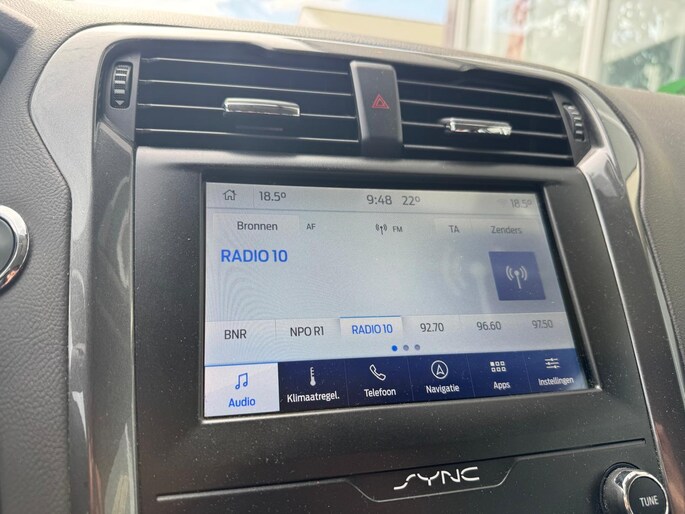 18.5° 9:48 22° 18.5°
Bronnen AF FM TA Zenders
RADIO 10
BNR NPO R1 RADIO 10 92.70 96.60 97.50
Audio Klimaatregel. Telefoon Navigatie Apps Instellingen
SYNC
TUNE